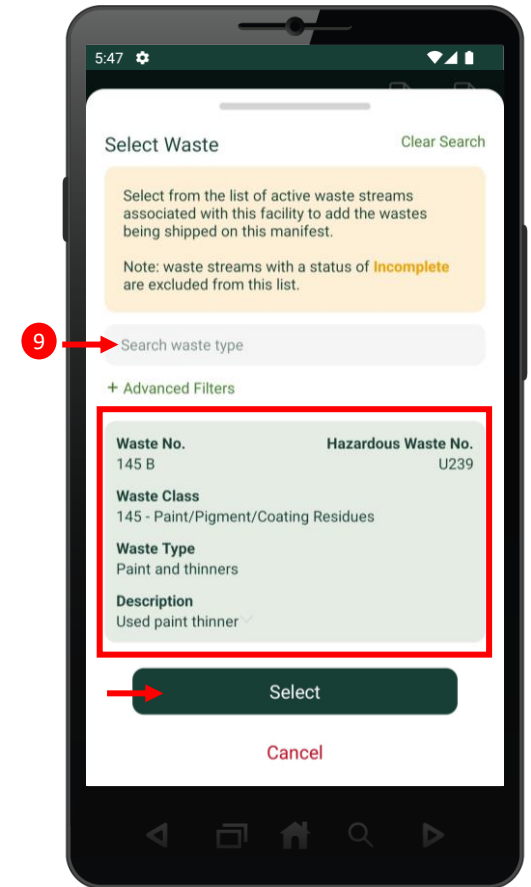 5:47
Select Waste
Clear Search
Select from the list of active waste streams
associated with this facility to add the wastes
being shipped on this manifest.
Note: waste streams with a status of Incomplete
are excluded from this list.
9
Search waste type
+ Advanced Filters
Waste No.
Hazardous Waste No.
145 B
U239
Waste Class
145 - Paint/Pigment/Coating Residues
Waste Type
Paint and thinners
Description
Used paint thinner
Select
Cancel